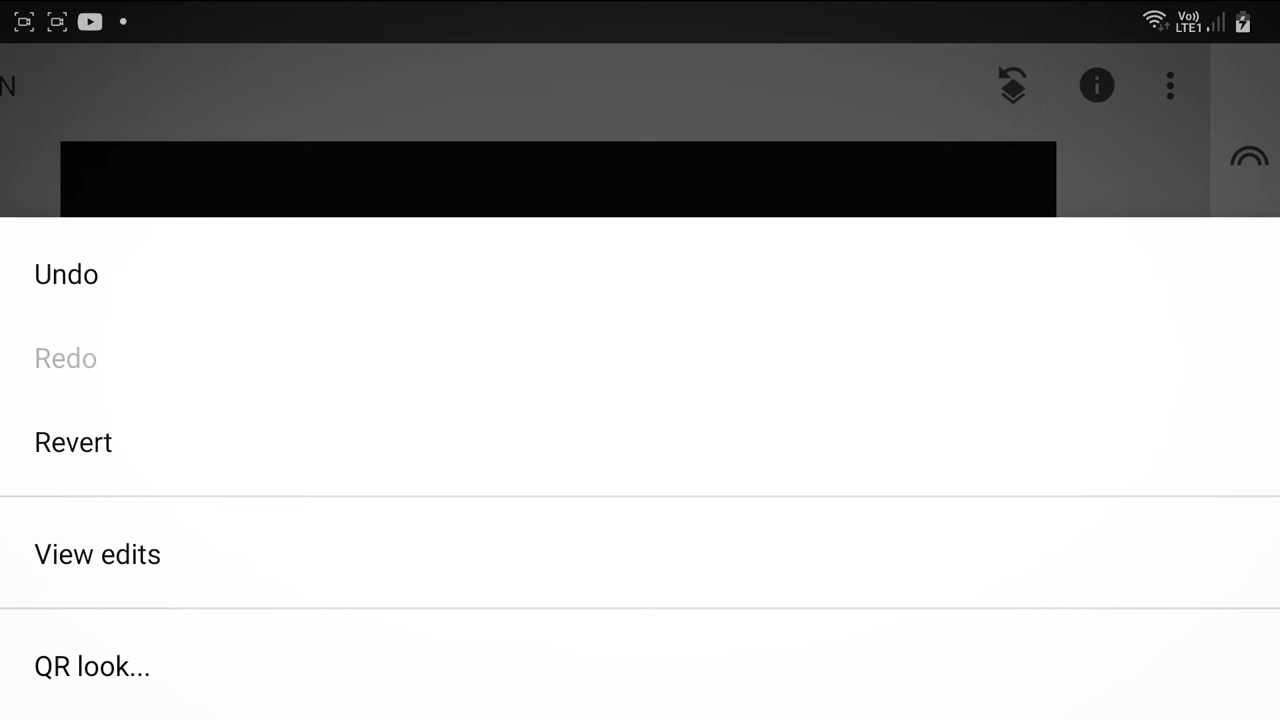 Vo))
LTE1
N
Undo
Redo
Revert
View edits
QR look...